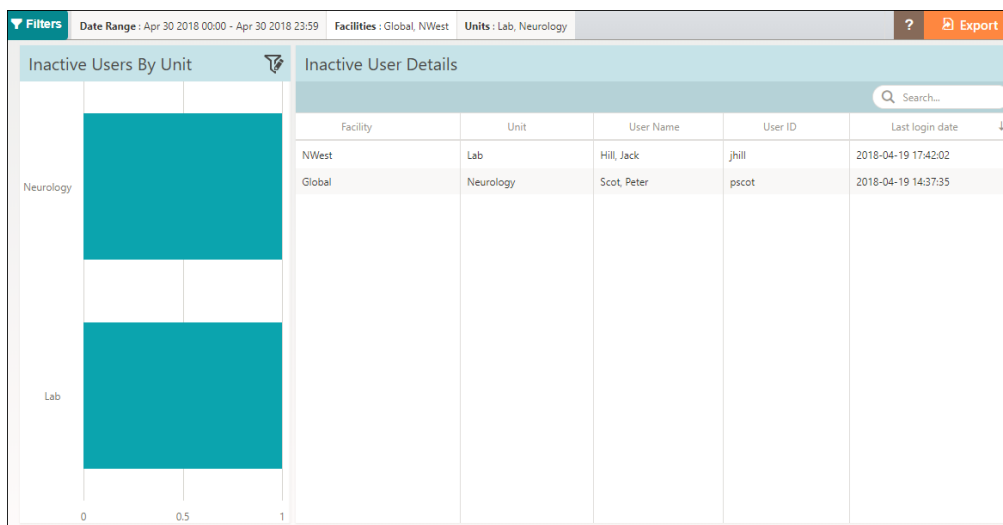 Filters Date Range : Apr 30 2018 00:00 - Apr 30 2018 23:59 Facilities : Global, NWest Units : Lab, Neurology ? Export
Inactive Users By Unit
Neurology
Lab
0 0.5 1
Inactive User Details
Search...
Facility Unit User Name User ID Last login date
NWest Lab Hill, Jack jhill 2018-04-19 17:42:02
Global Neurology Scot, Peter pscot 2018-04-19 14:37:35